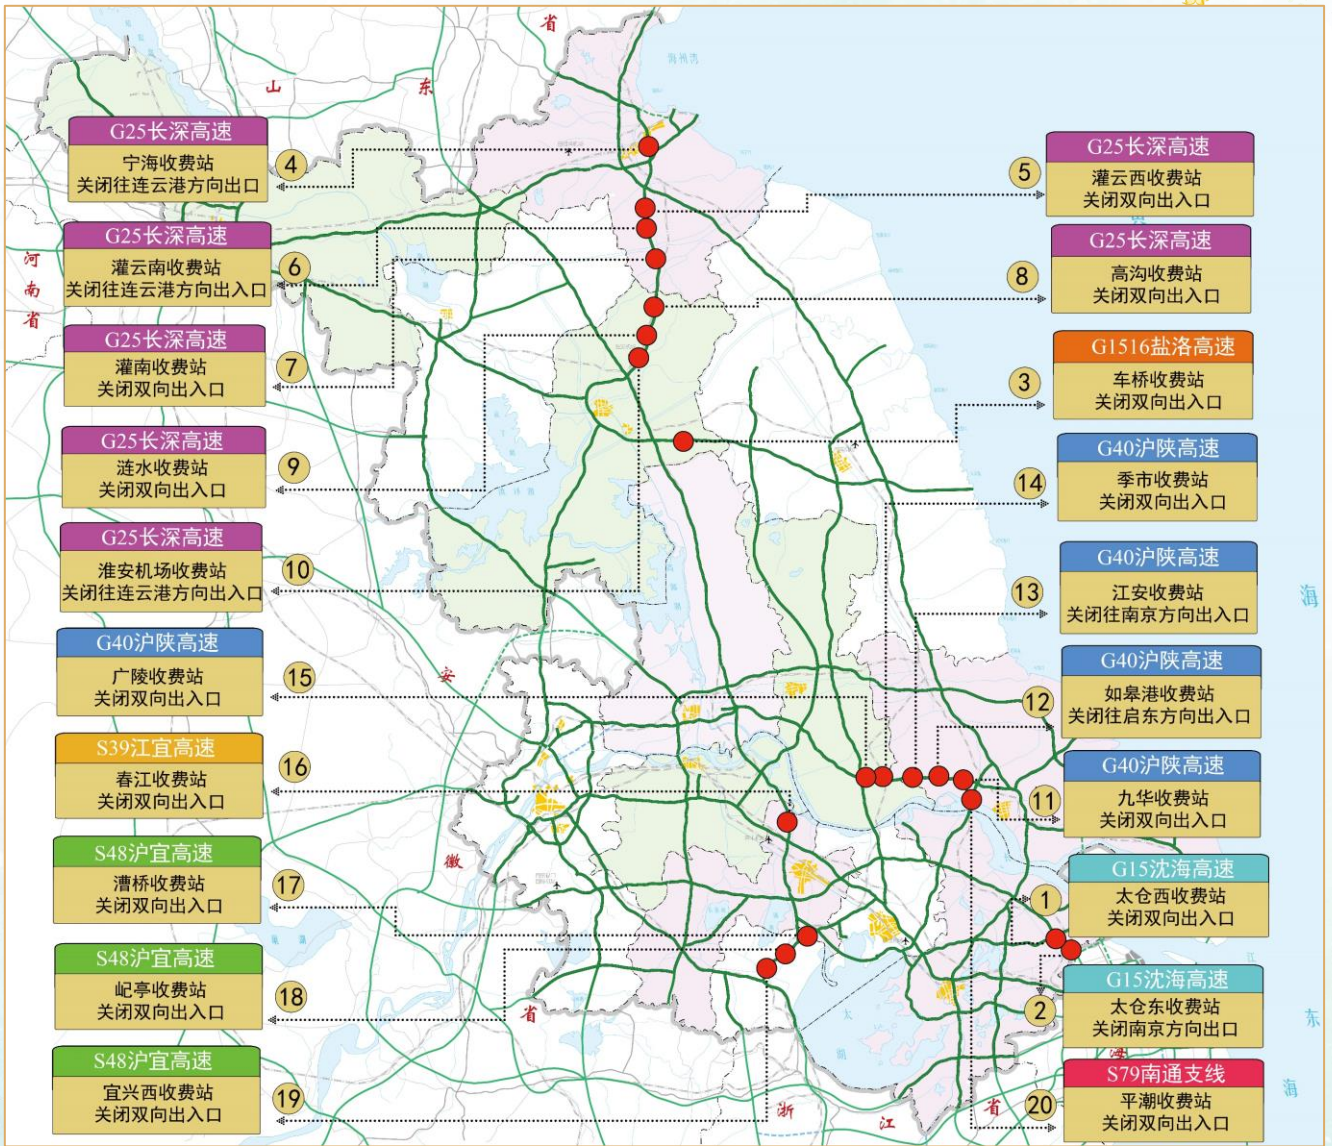 省
山
东
海州湾
河
南
省
安
徽
省
浙
江
省
太
湖
海
江
东
海
G25长深高速
宁海收费站
关闭往连云港方向出口
4
G25长深高速
灌云南收费站
关闭往连云港方向出入口
6
G25长深高速
灌南收费站
关闭双向出入口
7
G25长深高速
涟水收费站
关闭双向出入口
9
G25长深高速
淮安机场收费站
关闭往连云港方向出入口
10
G40沪陕高速
广陵收费站
关闭双向出入口
15
S39江宜高速
春江收费站
关闭双向出入口
16
S48沪宜高速
漕桥收费站
关闭双向出入口
17
S48沪宜高速
屺亭收费站
关闭双向出入口
18
S48沪宜高速
宜兴西收费站
关闭双向出入口
19
5
G25长深高速
灌云西收费站
关闭双向出入口
8
G25长深高速
高沟收费站
关闭双向出入口
3
G1516盐洛高速
车桥收费站
关闭双向出入口
14
G40沪陕高速
季市收费站
关闭双向出入口
13
G40沪陕高速
江安收费站
关闭往南京方向出入口
12
G40沪陕高速
如皋港收费站
关闭往启东方向出入口
11
G40沪陕高速
九华收费站
关闭双向出入口
1
G15沈海高速
太仓西收费站
关闭双向出入口
2
G15沈海高速
太仓东收费站
关闭南京方向出口
20
S79南通支线
平潮收费站
关闭双向出入口